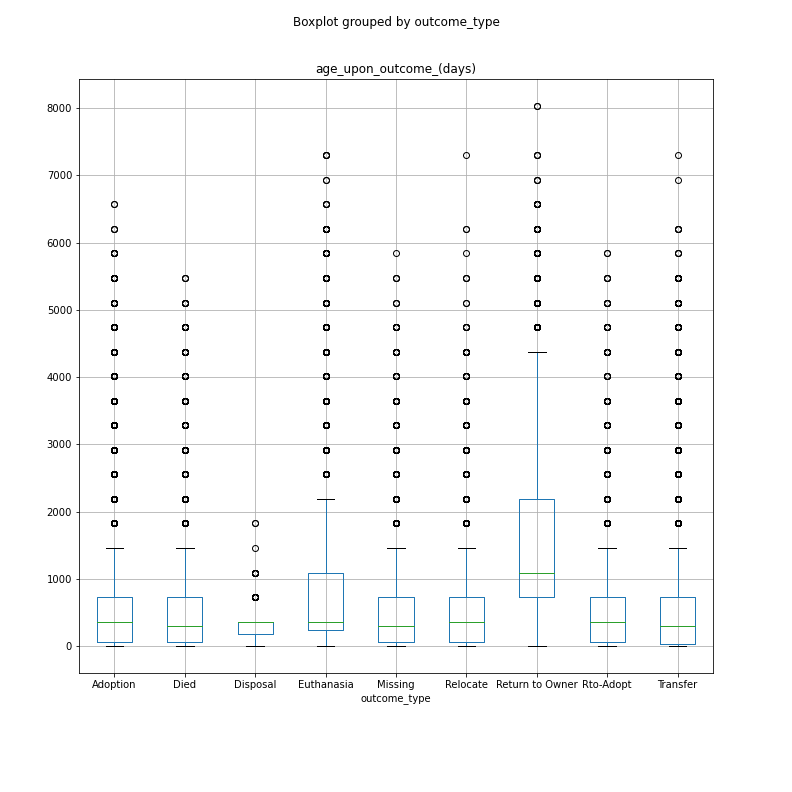 Boxplot grouped by outcome_type
age_upon_outcome_(days)
8000
7000
6000
5000
4000
3000
2000
1000
0
Adoption Died Disposal Euthanasia Missing Relocate Return to Owner Rto-Adopt Transfer
outcome_type